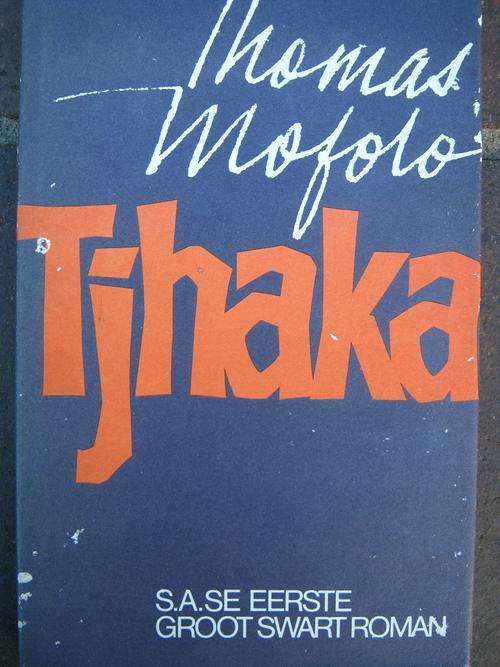 Thomas
Mofolo
Tjhaka
S.A.SE EERSTE
GROOT SWART ROMAN